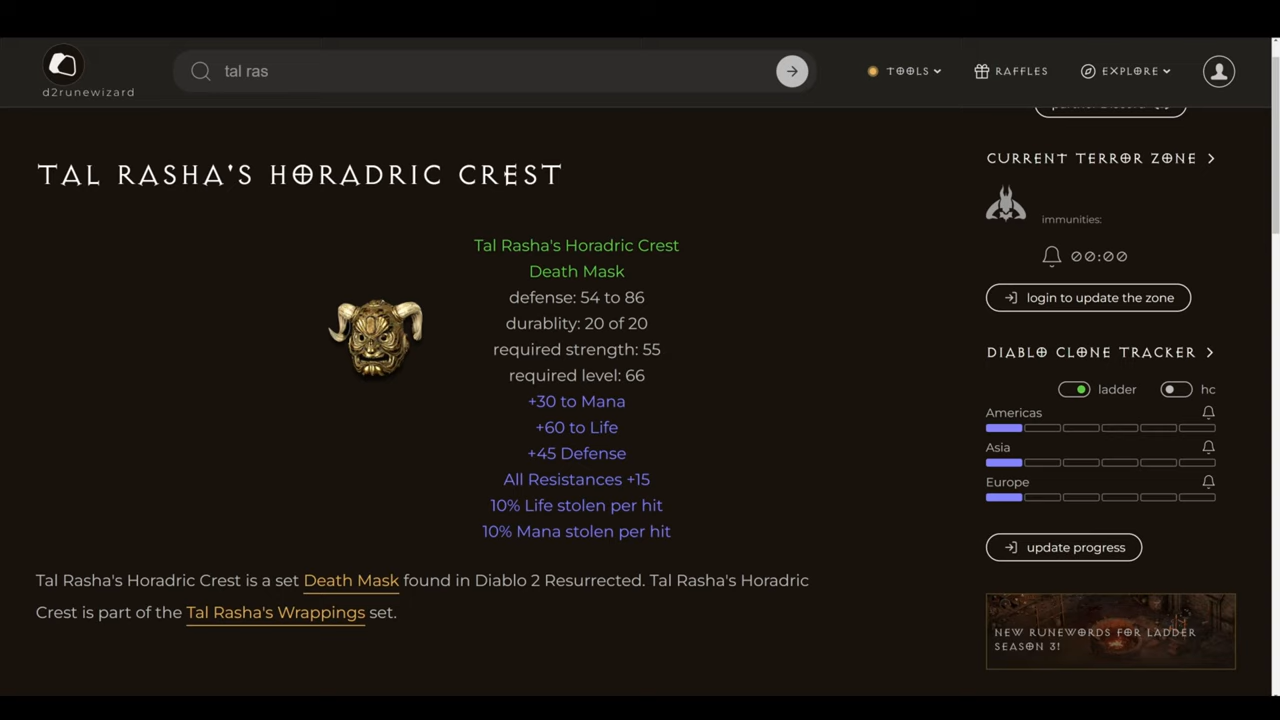 d2runewizard
tal ras
TOOLS
RAFFLES
EXPLORE
TAL RASHA'S HORADRIC CREST
Tal Rasha's Horadric Crest
Death Mask
defense: 54 to 86
durablity: 20 of 20
required strength: 55
required level: 66
+30 to Mana
+60 to Life
+45 Defense
All Resistances +15
10% Life stolen per hit
10% Mana stolen per hit
Tal Rasha's Horadric Crest is a set Death Mask found in Diablo 2 Resurrected. Tal Rasha's Horadric
Crest is part of the Tal Rasha's Wrappings set.
CURRENT TERROR ZONE
immunities:
00:00
login to update the zone
DIABLO CLONE TRACKER
ladder
hc
Americas
Asia
Europe
update progress
NEW RUNEWORDS FOR LADDER
SEASON 3!